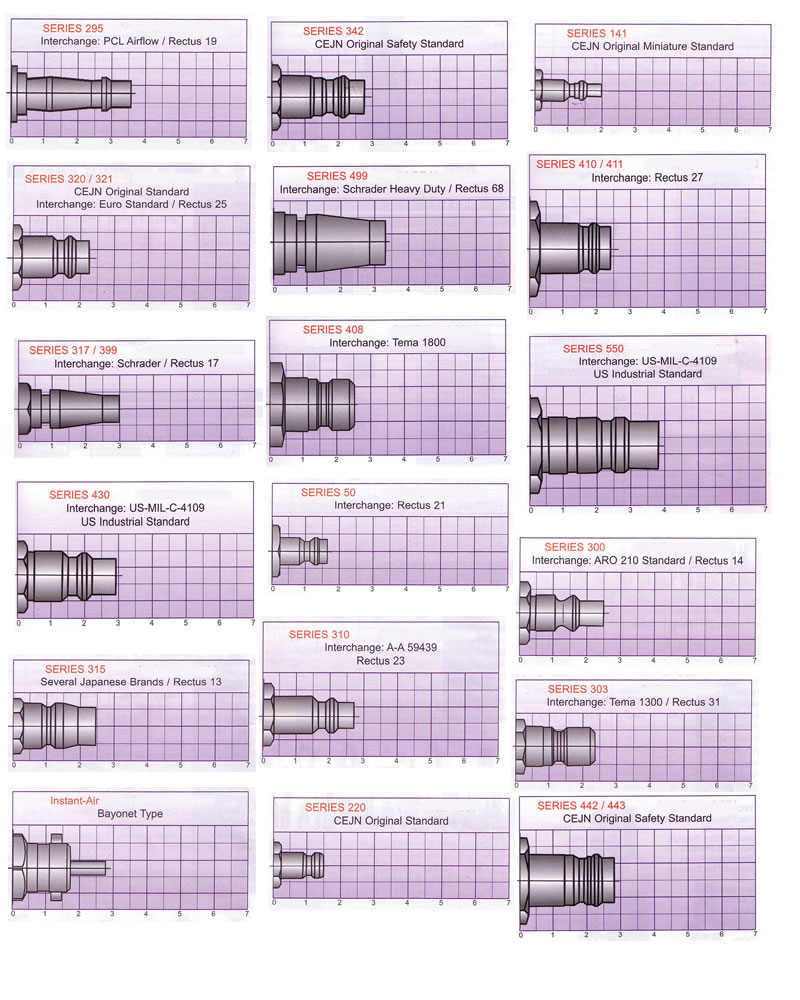 SERIES 295
Interchange: PCL Airflow / Rectus 19
0 1 2 3 4 5 6 7
SERIES 342
CEJN Original Safety Standard
0 1 2 3 4 5 6 7
SERIES 141
CEJN Original Miniature Standard
0 1 2 3 4 5 6 7
SERIES 320 / 321
CEJN Original Standard
Interchange: Euro Standard / Rectus 25
0 1 2 3 4 5 6 7
SERIES 499
Interchange: Schrader Heavy Duty / Rectus 68
0 1 2 3 4 5 6 7
SERIES 410 / 411
Interchange: Rectus 27
0 1 2 3 4 5 6 7
SERIES 317 / 399
Interchange: Schrader / Rectus 17
0 1 2 3 4 5 6 7
SERIES 408
Interchange: Tema 1800
0 1 2 3 4 5 6 7
SERIES 550
Interchange: US-MIL-C-4109
US Industrial Standard
0 1 2 3 4 5 6 7
SERIES 430
Interchange: US-MIL-C-4109
US Industrial Standard
0 1 2 3 4 5 6 7
SERIES 50
Interchange: Rectus 21
0 1 2 3 4 5 6 7
SERIES 300
Interchange: ARO 210 Standard / Rectus 14
0 1 2 3 4 5 6 7
SERIES 315
Several Japanese Brands / Rectus 13
0 1 2 3 4 5 6 7
SERIES 310
Interchange: A-A 59439
Rectus 23
0 1 2 3 4 5 6 7
SERIES 303
Interchange: Tema 1300 / Rectus 31
0 1 2 3 4 5 6 7
Instant-Air
Bayonet Type
0 1 2 3 4 5 6 7
SERIES 220
CEJN Original Standard
0 1 2 3 4 5 6 7
SERIES 442 / 443
CEJN Original Safety Standard
0 1 2 3 4 5 6 7